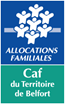 ALLOCATIONS
FAMILIALES
Caf
du Territoire
de Belfort